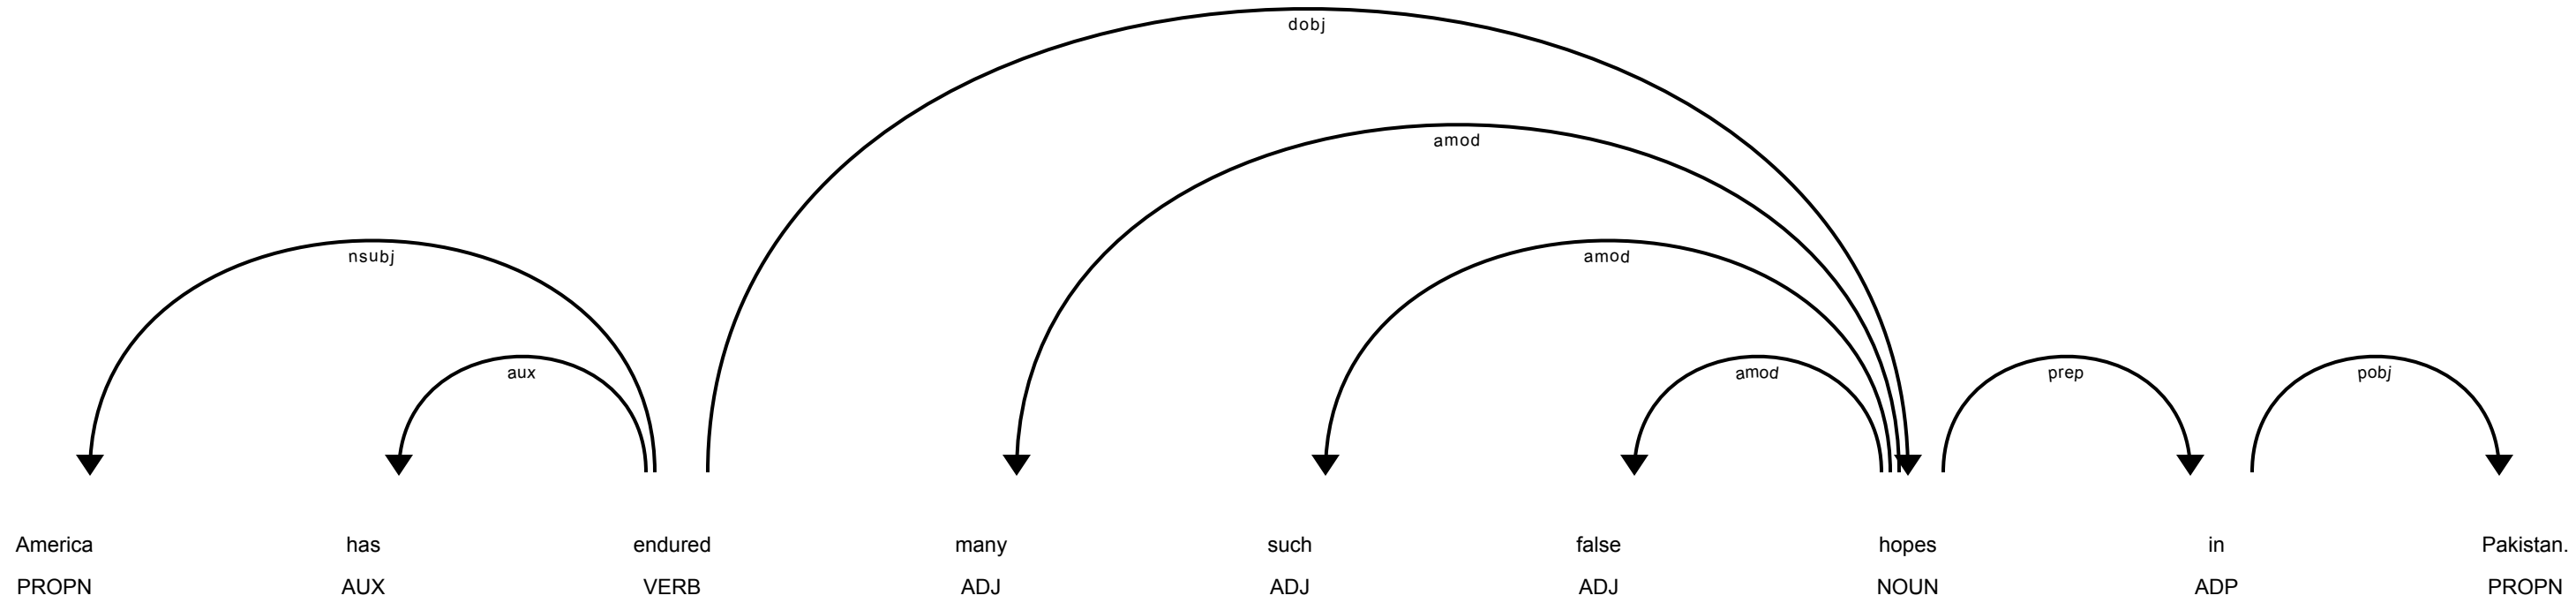 dobj
amod
nsubj amod
aux amod prep pobj
America has endured many such false hopes in Pakistan.
PROPN AUX VERB ADJ ADJ ADJ NOUN ADP PROPN